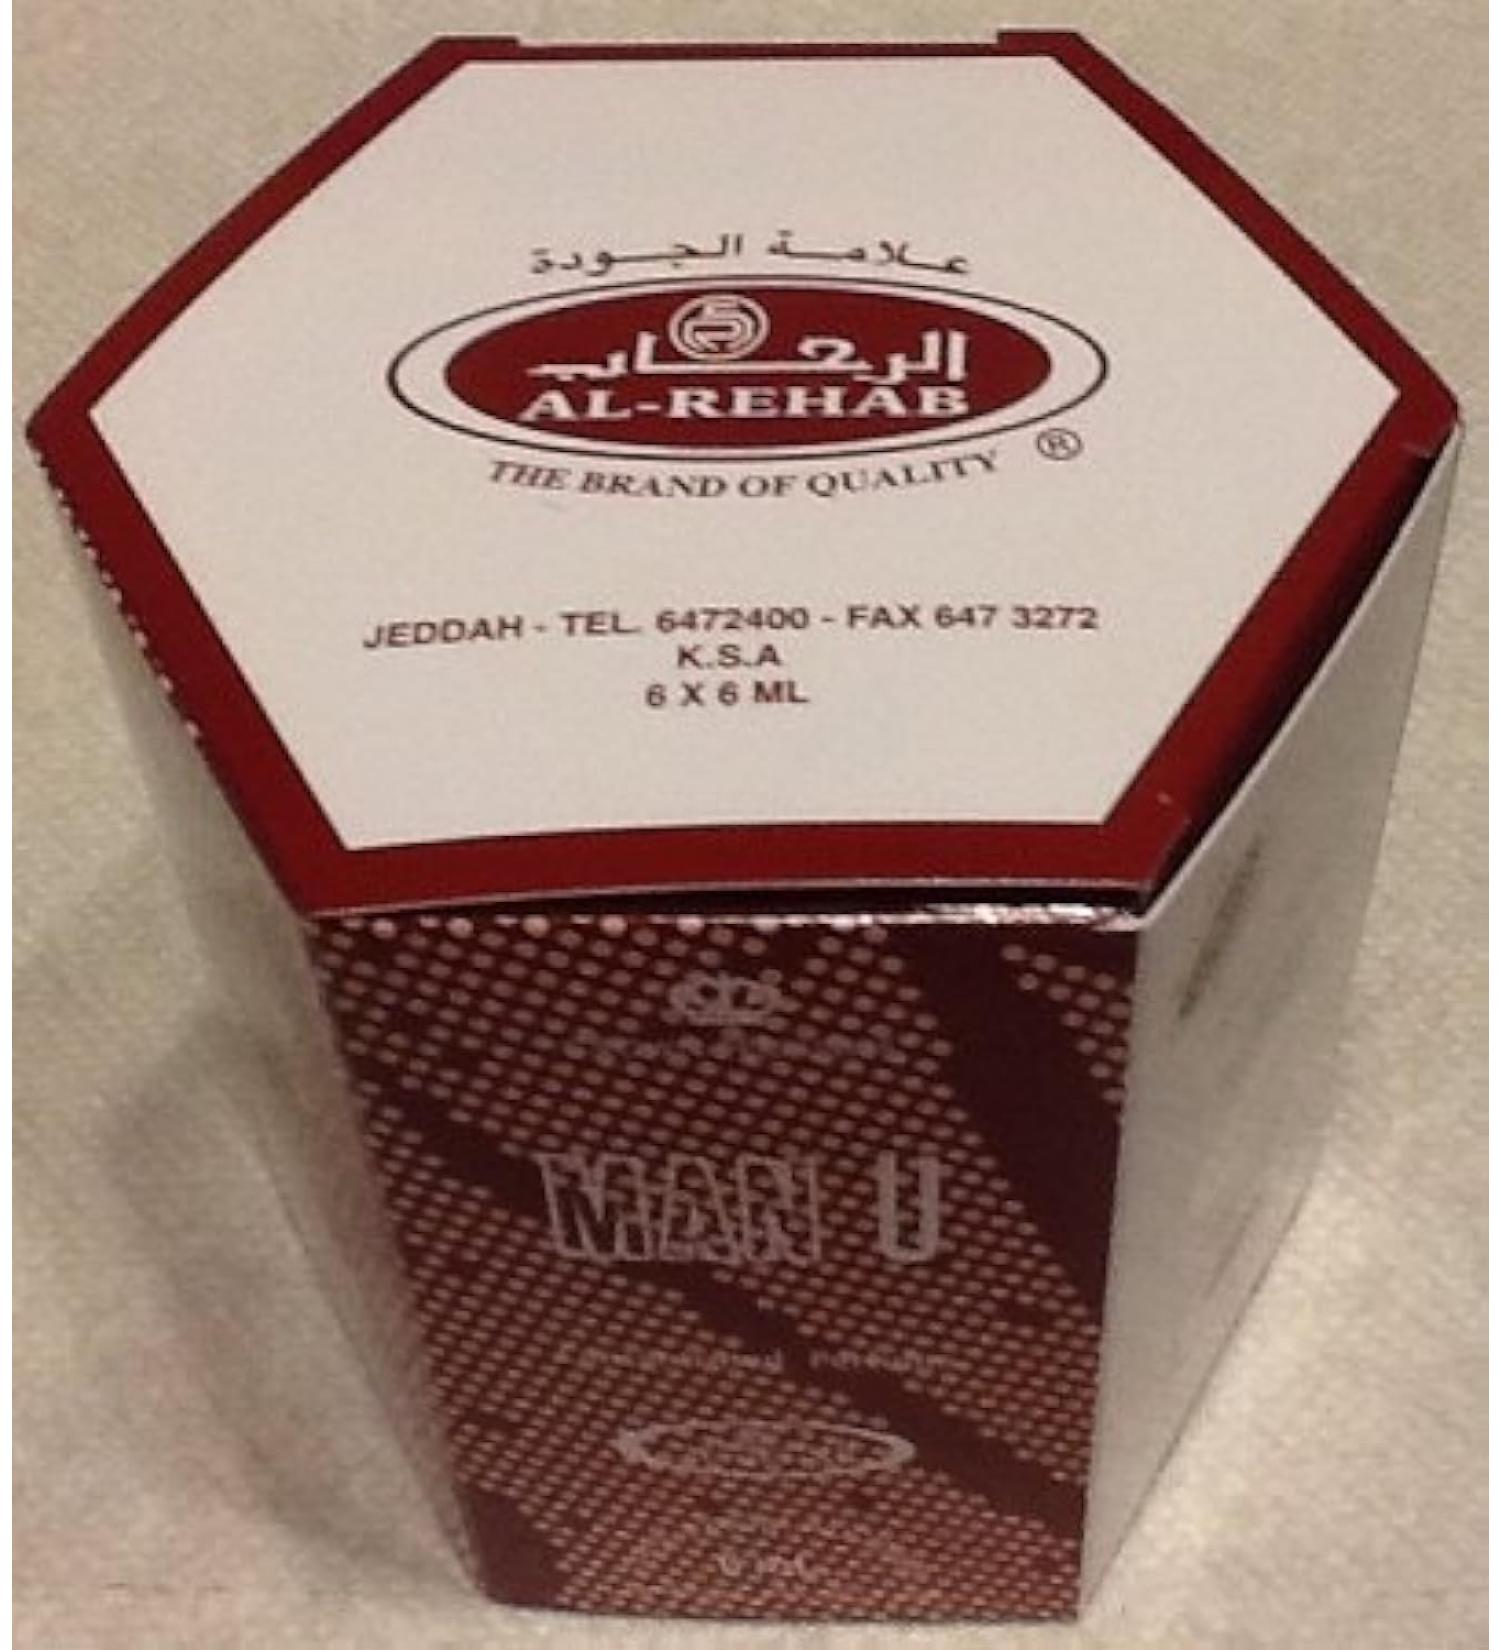 علامة الجودة
الرحاب
AL-REHAB
THE BRAND OF QUALITY ®
JEDDAH - TEL. 6472400 - FAX 647 3272
K.S.A
6 X 6 ML
MAN U